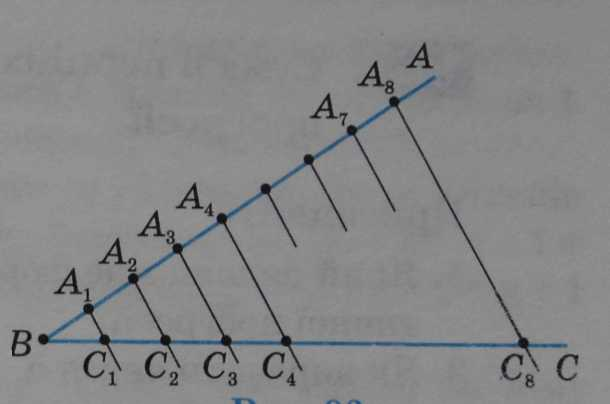 A
A₈
A₇
A₄
A₃
A₂
A₁
B
C₁ C₂ C₃ C₄ C₈ C